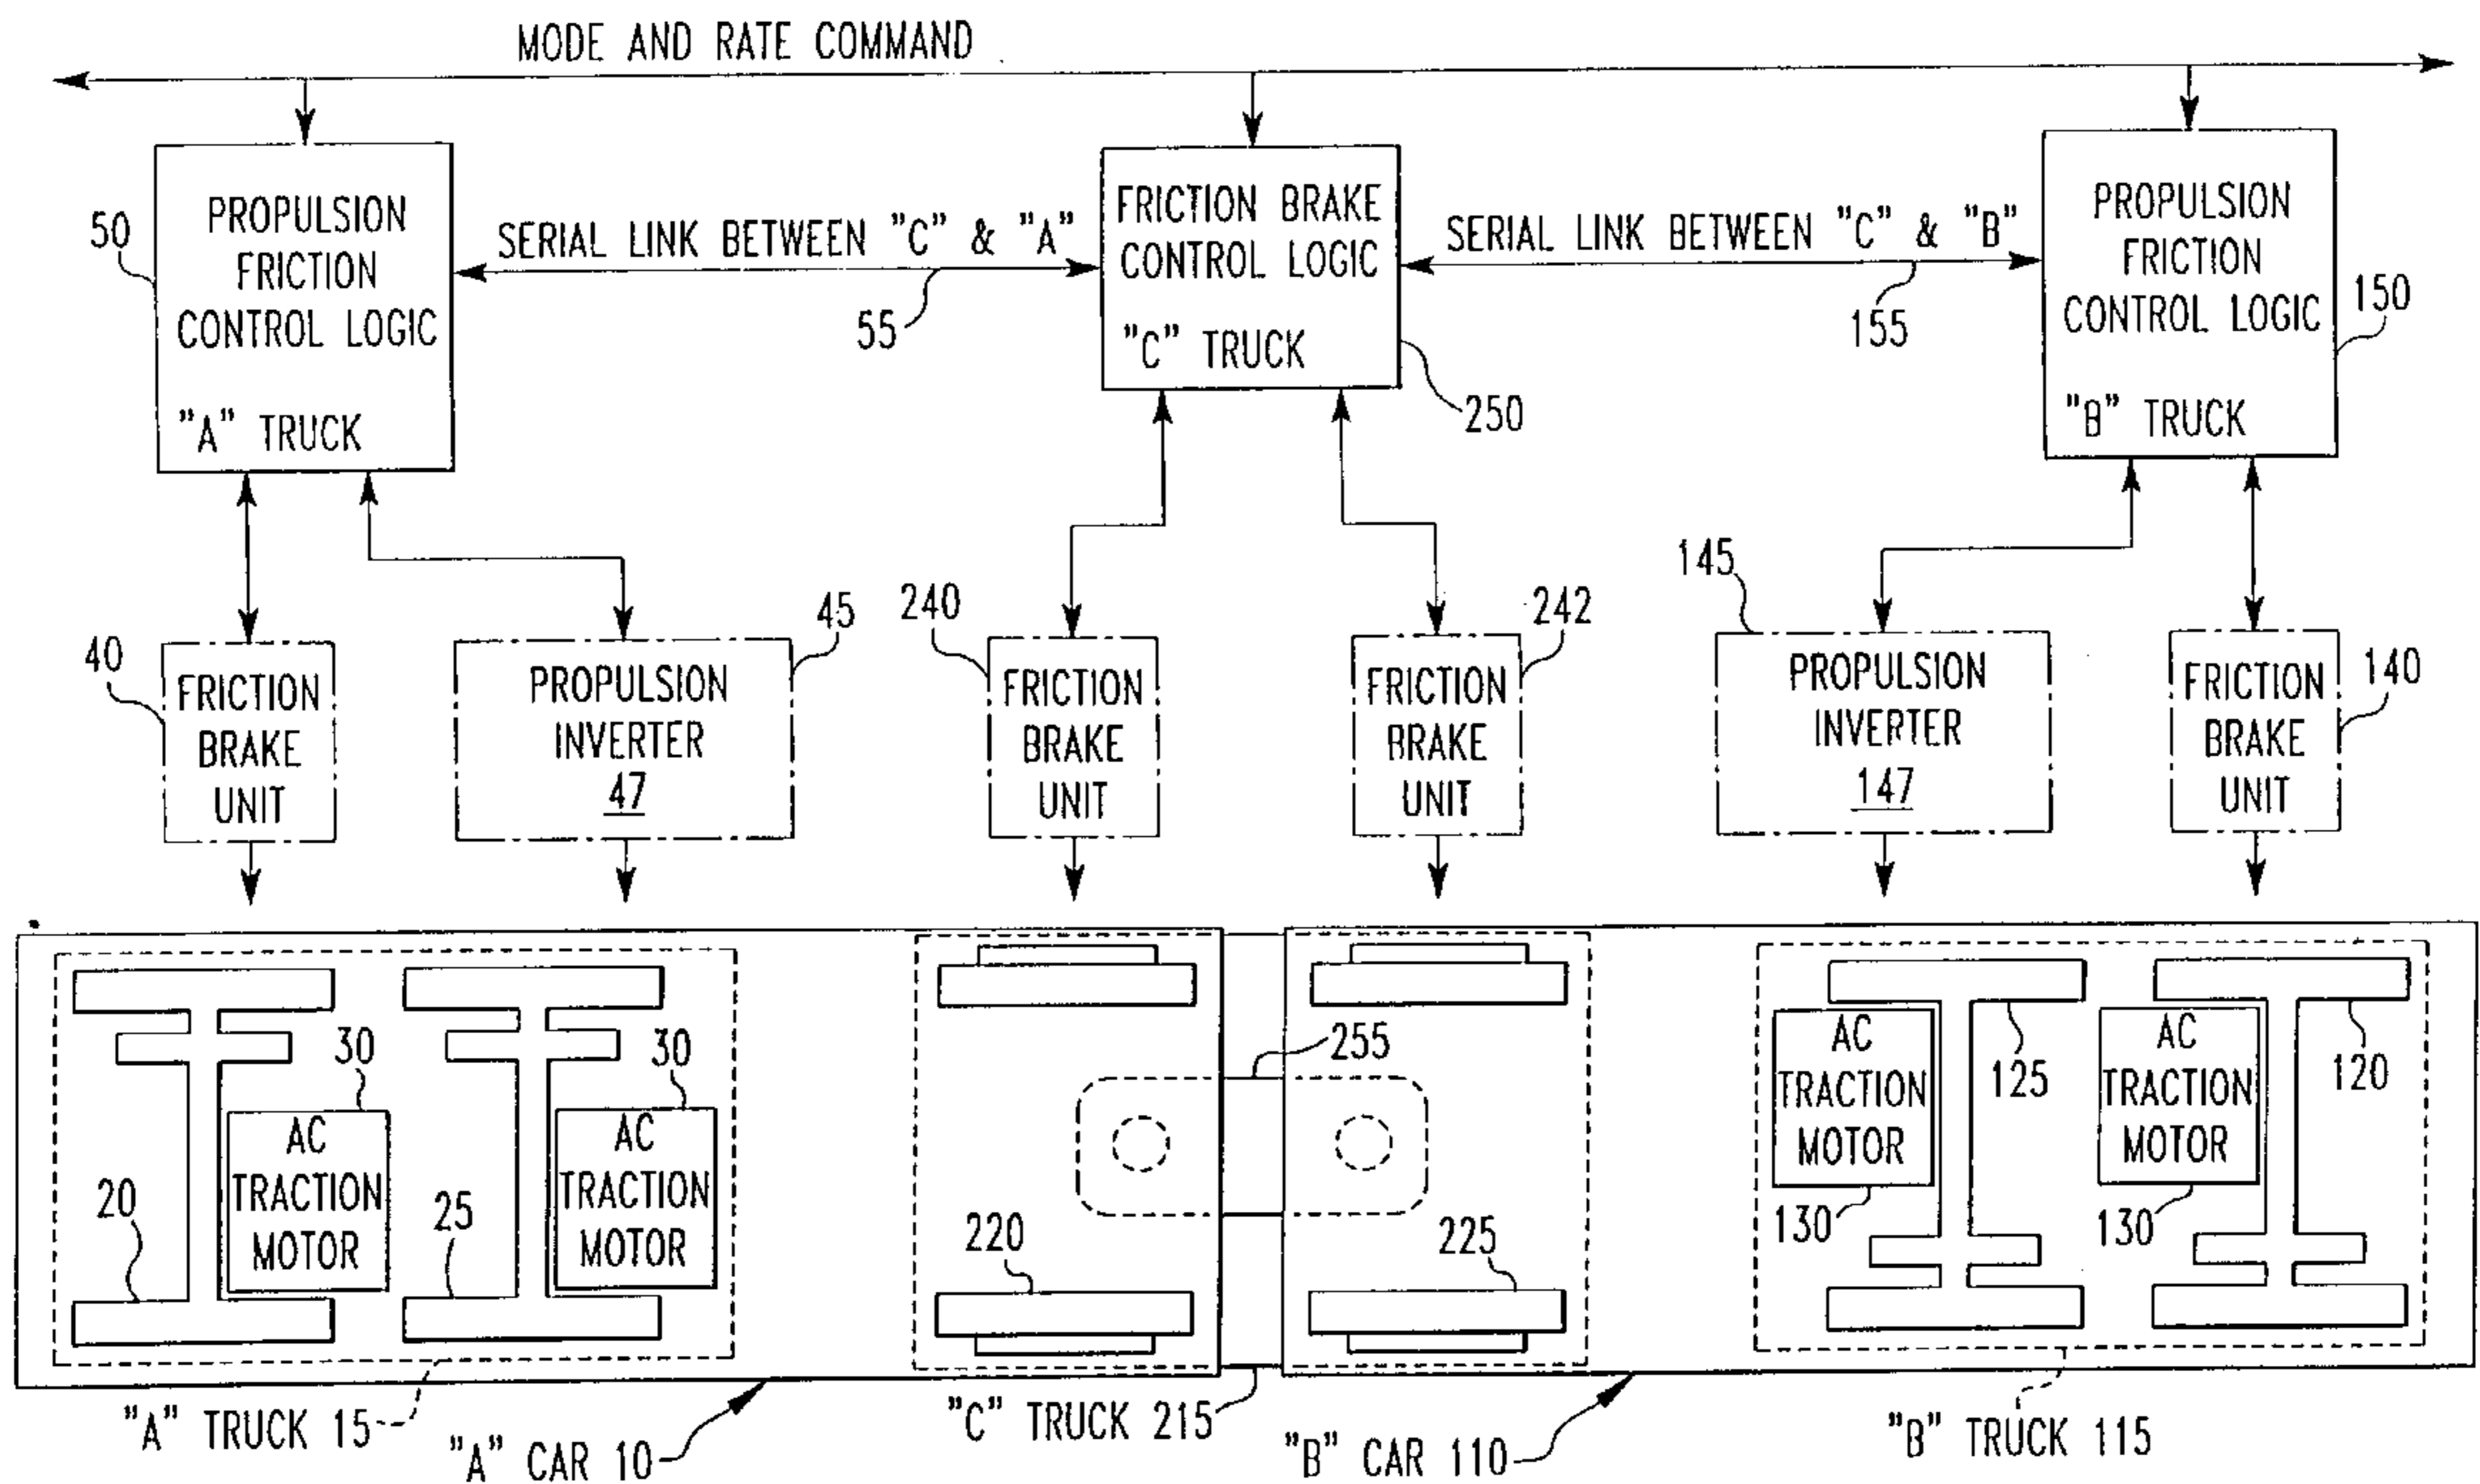 MODE AND RATE COMMAND
50
PROPULSION
FRICTION
CONTROL LOGIC
"A" TRUCK
SERIAL LINK BETWEEN "C" & "A"
55
FRICTION BRAKE
CONTROL LOGIC
"C" TRUCK
250
SERIAL LINK BETWEEN "C" & "B"
155
PROPULSION
FRICTION
CONTROL LOGIC
"B" TRUCK
150
40
FRICTION
BRAKE
UNIT
45
PROPULSION
INVERTER
47
240
FRICTION
BRAKE
UNIT
242
FRICTION
BRAKE
UNIT
145
PROPULSION
INVERTER
147
140
FRICTION
BRAKE
UNIT
20
30
AC
TRACTION
MOTOR
25
30
AC
TRACTION
MOTOR
220
255
225
AC
TRACTION
MOTOR
130
125
AC
TRACTION
MOTOR
130
120
"A" TRUCK 15
"A" CAR 10
"C" TRUCK 215
"B" CAR 110
"B" TRUCK 115